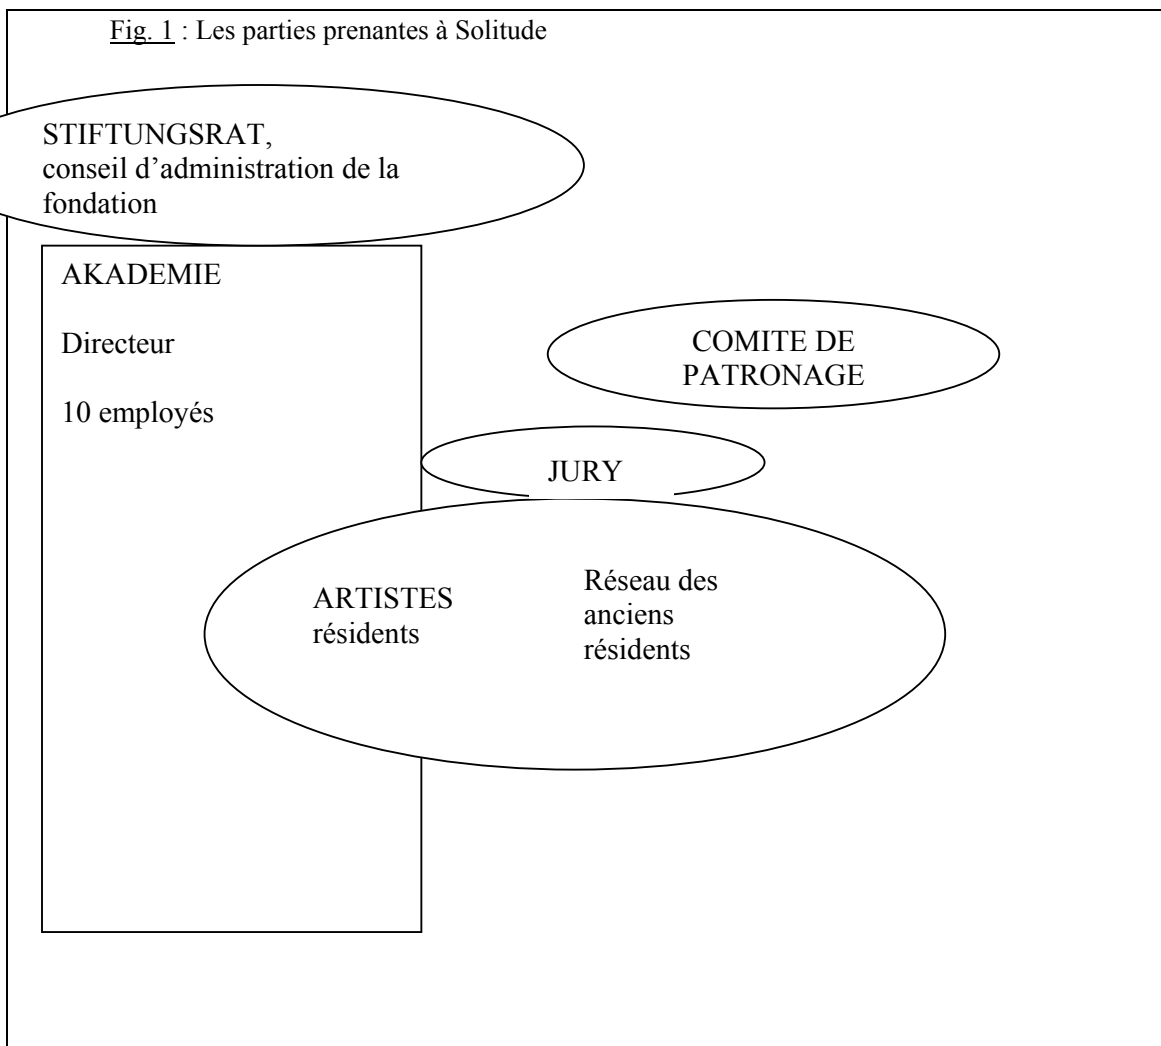 Fig. 1 : Les parties prenantes à Solitude
STIFTUNGSRAT,
conseil d’administration de la
fondation
AKADEMIE
Directeur
10 employés
COMITE DE
PATRONAGE
JURY
ARTISTES
résidents
Réseau des
anciens
résidents